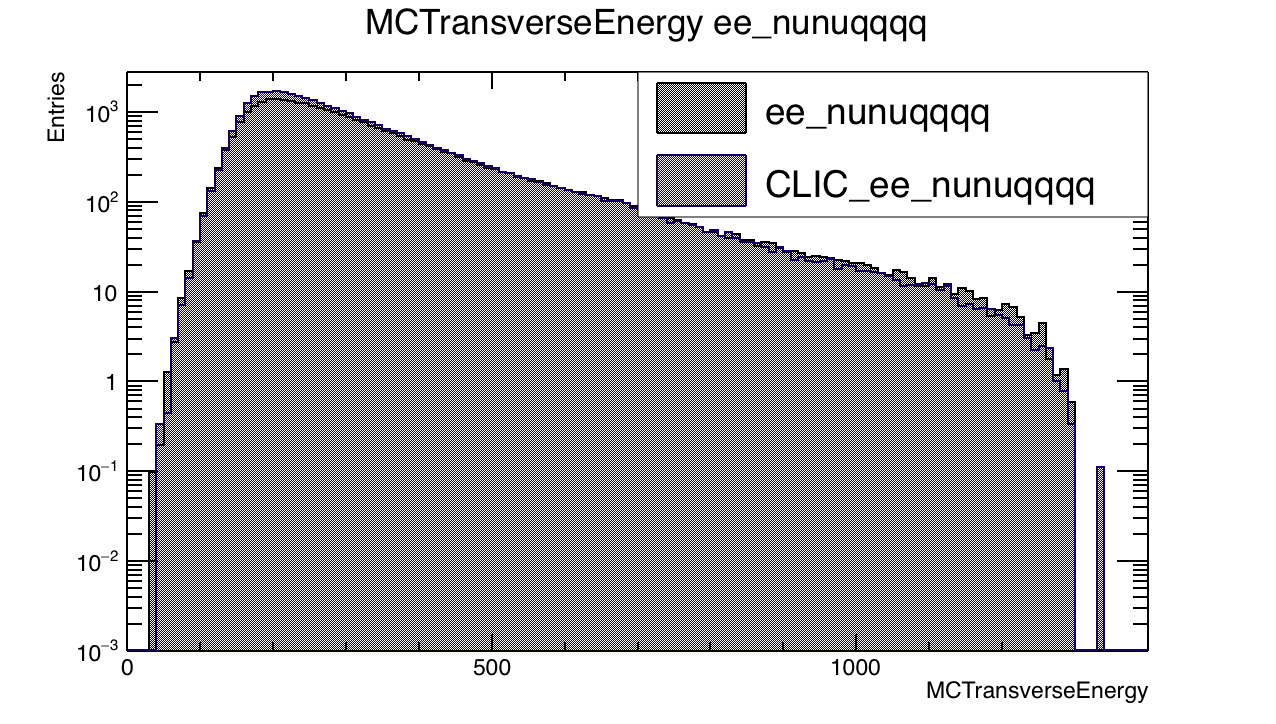 MCTransverseEnergy ee_nunuqqqq
Entries
ee_nunuqqqq
CLIC_ee_nunuqqqq
10³
10²
10
1
10⁻¹
10⁻²
10⁻³
0 500 1000
MCTransverseEnergy